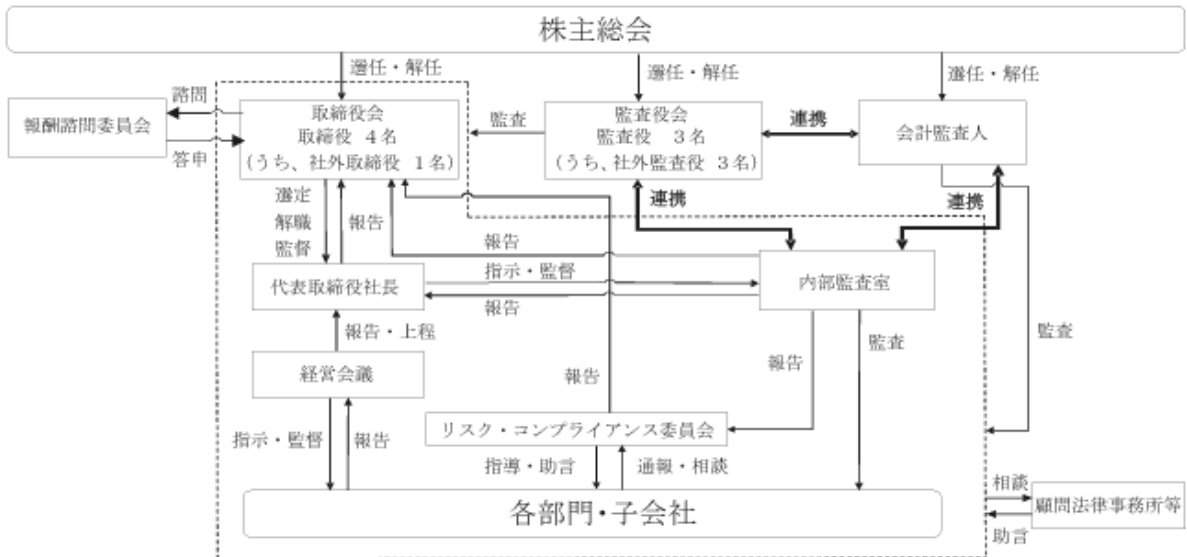 株主総会
選任・解任
選任・解任
選任・解任
諮問
報酬諮問委員会
答申
取締役会
取締役 4名
(うち、社外取締役 1名)
監査
監査役会
監査役 3名
(うち、社外監査役 3名)
連携
会計監査人
選定
解職
監督
報告
連携
連携
報告
代表取締役社長
指示・監督
報告
内部監査室
報告・上程
監査
監査
経営会議
報告
報告
指示・監督
報告
リスク・コンプライアンス委員会
指導・助言
通報・相談
各部門・子会社
相談
顧問法律事務所等
助言